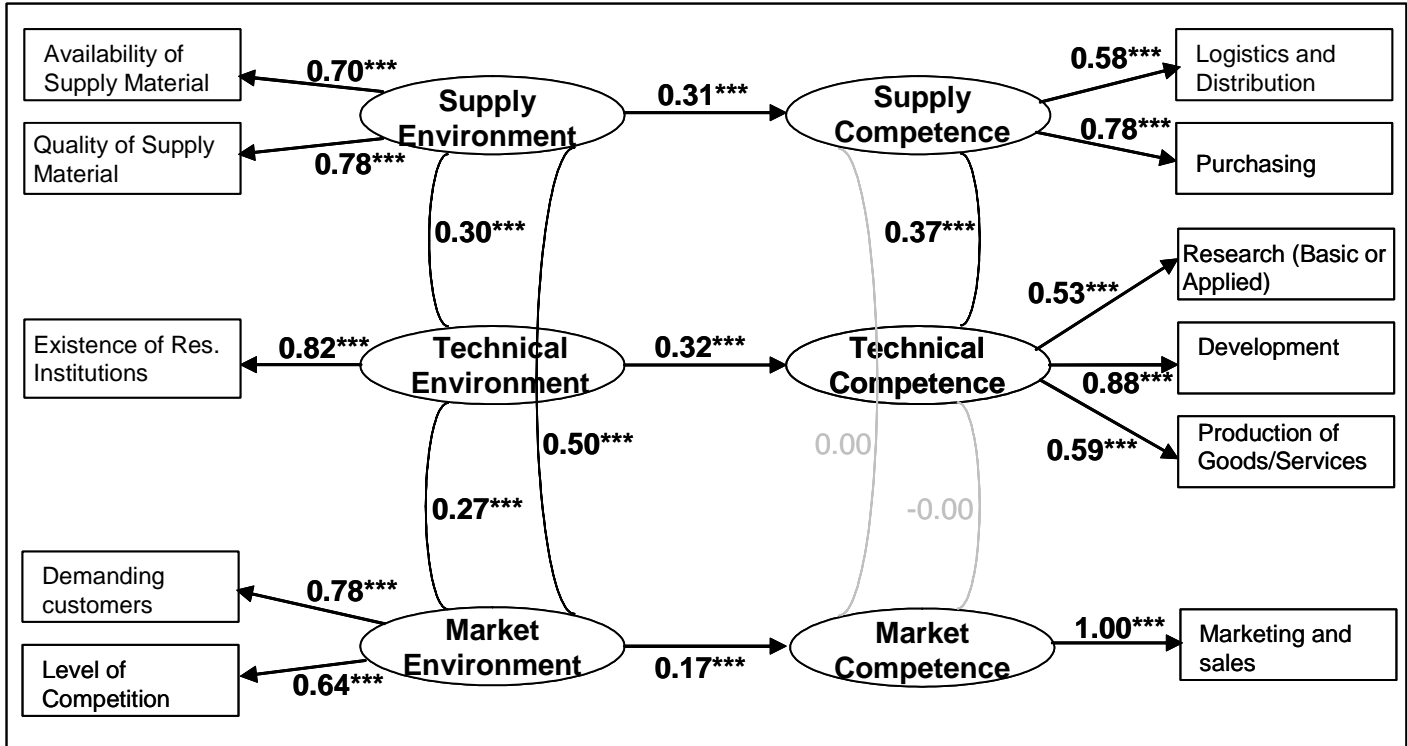 Availability of
Supply Material
0.70***
Supply
Environment
0.31***
Supply
Competence
0.58***
Logistics and
Distribution
Quality of Supply
Material
0.78***
0.78***
Purchasing
0.30***
0.37***
Research (Basic or
Applied)
0.53***
Existence of Res.
Institutions
0.82***
Technical
Environment
0.32***
Technical
Competence
Development
0.88***
0.50***
0.00
0.59***
Production of
Goods/Services
0.27***
-0.00
Demanding
customers
0.78***
Market
Environment
0.17***
Market
Competence
1.00***
Marketing and
sales
Level of
Competition
0.64***